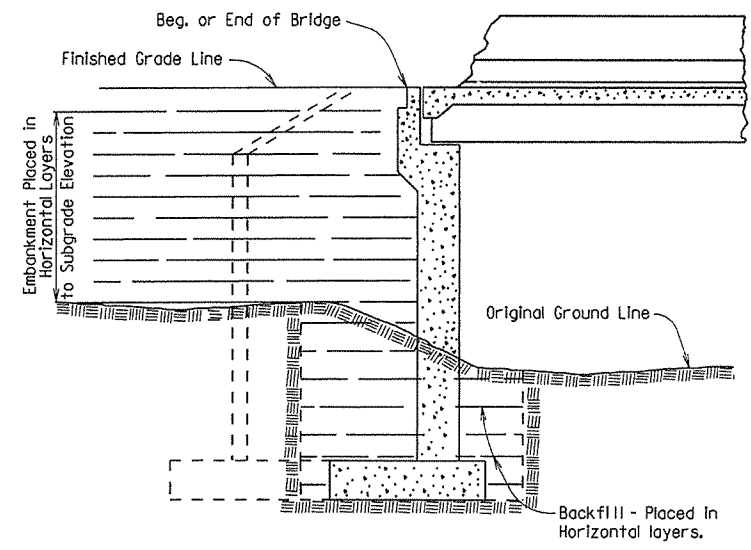 Beg. or End of Bridge
Finished Grade Line
Embankment Placed in
Horizontal Layers
to Subgrade Elevation
Original Ground Line
Backfill - Placed in
Horizontal layers.